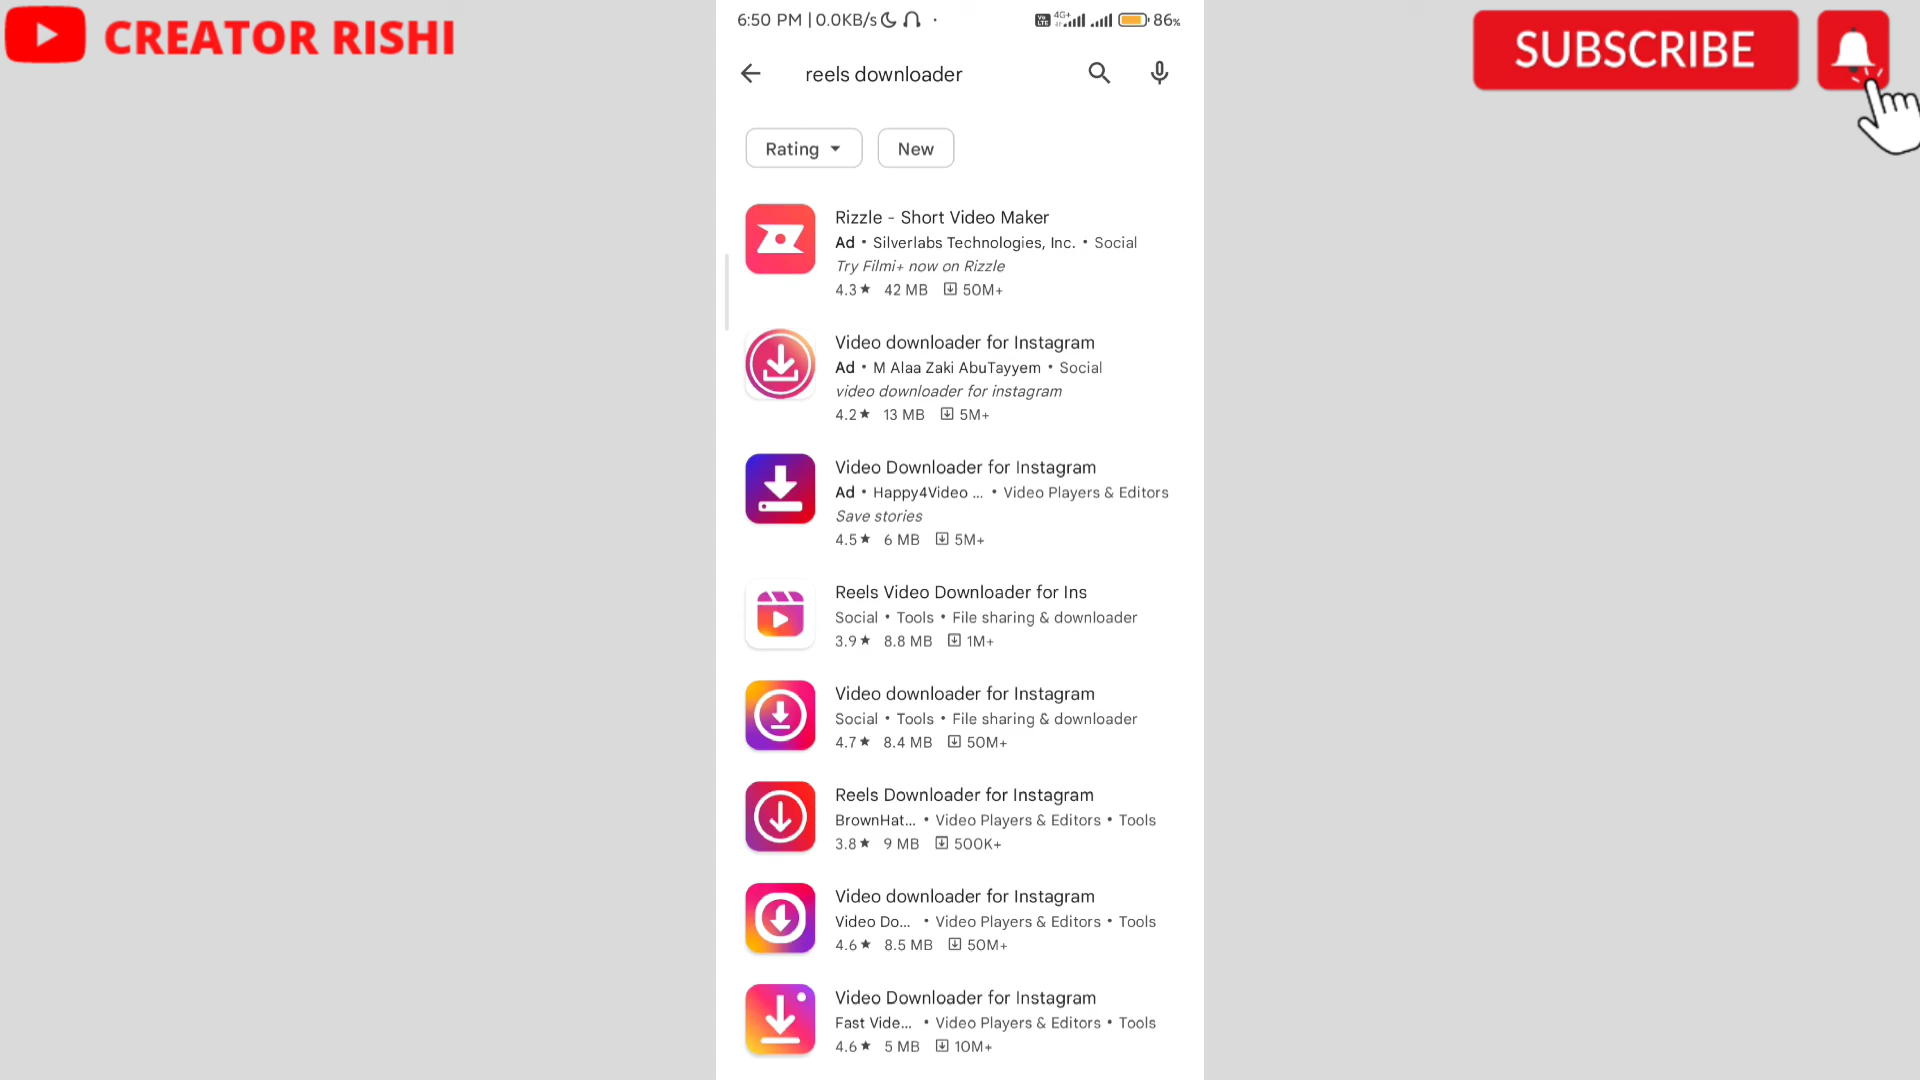 CREATOR RISHI
SUBSCRIBE
6:50 PM | 0.0KB/s
4G+
Vo LTE
86%
reels downloader
Rating
New
Rizzle - Short Video Maker
Ad • Silverlabs Technologies, Inc. • Social
Try Filmi+ now on Rizzle
4.3★ 42 MB 50M+
Video downloader for Instagram
Ad • M Alaa Zaki AbuTayyem • Social
video downloader for instagram
4.2★ 13 MB 5M+
Video Downloader for Instagram
Ad • Happy4Video ... • Video Players & Editors
Save stories
4.5★ 6 MB 5M+
Reels Video Downloader for Ins
Social • Tools • File sharing & downloader
3.9★ 8.8 MB 1M+
Video downloader for Instagram
Social • Tools • File sharing & downloader
4.7★ 8.4 MB 50M+
Reels Downloader for Instagram
BrownHat... • Video Players & Editors • Tools
3.8★ 9 MB 500K+
Video downloader for Instagram
Video Do... • Video Players & Editors • Tools
4.6★ 8.5 MB 50M+
Video Downloader for Instagram
Fast Vide... • Video Players & Editors • Tools
4.6★ 5 MB 10M+